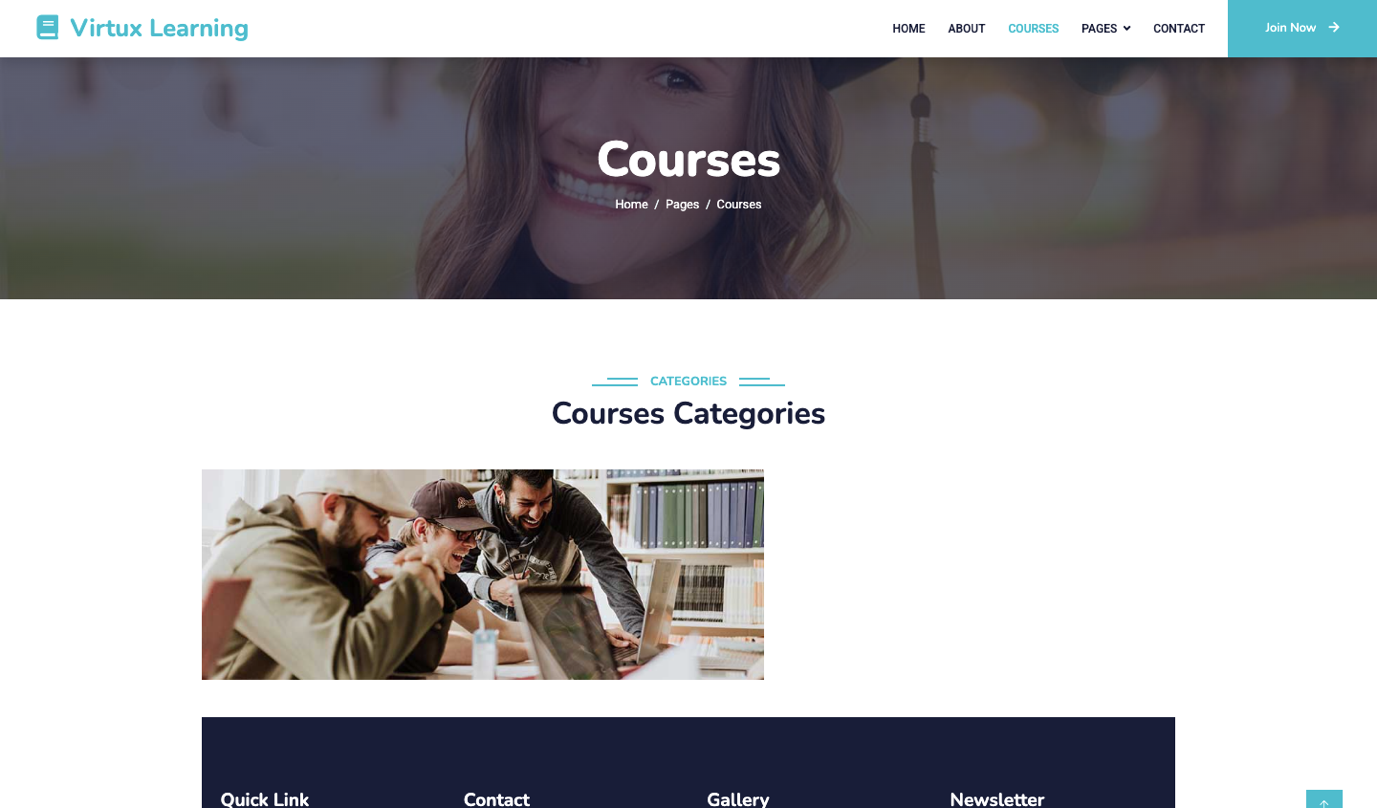 Virtux Learning
HOME ABOUT COURSES PAGES CONTACT Join Now
Courses
Home / Pages / Courses
CATEGORIES
Courses Categories
Quick Link Contact Gallery Newsletter